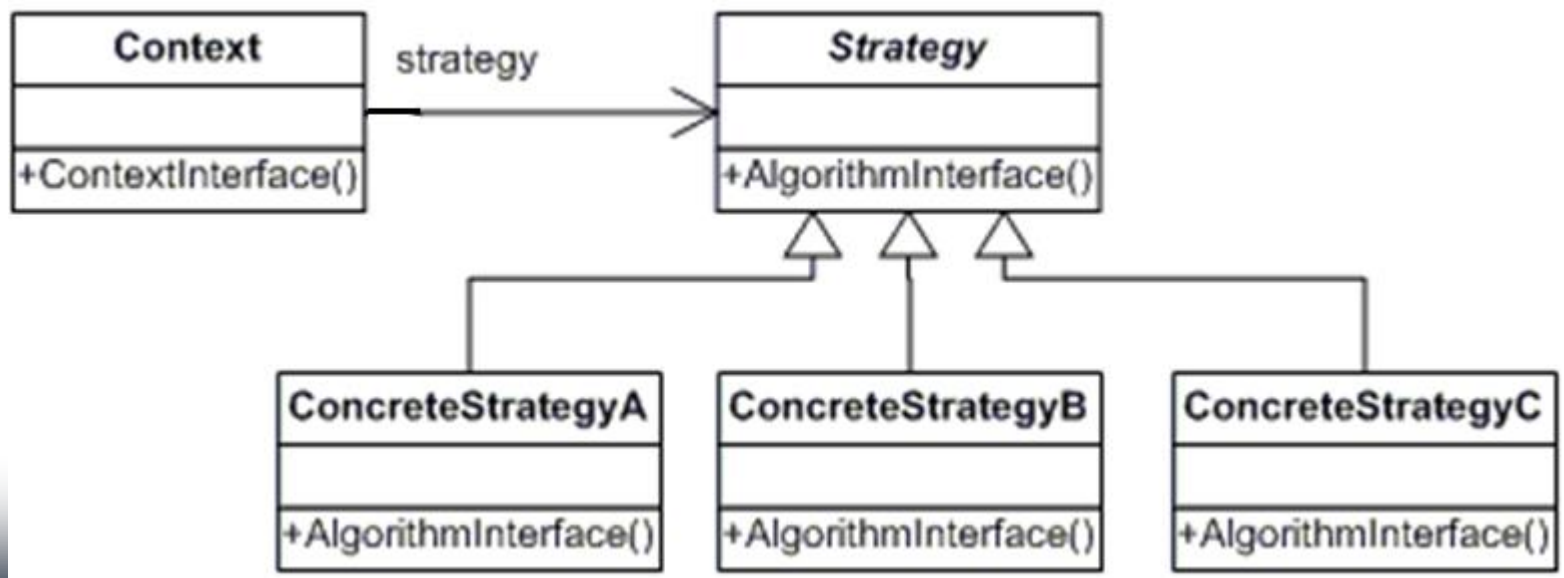 Context
strategy
Strategy
+ContextInterface()
+AlgorithmInterface()
ConcreteStrategyA
ConcreteStrategyB
ConcreteStrategyC
+AlgorithmInterface()
+AlgorithmInterface()
+AlgorithmInterface()